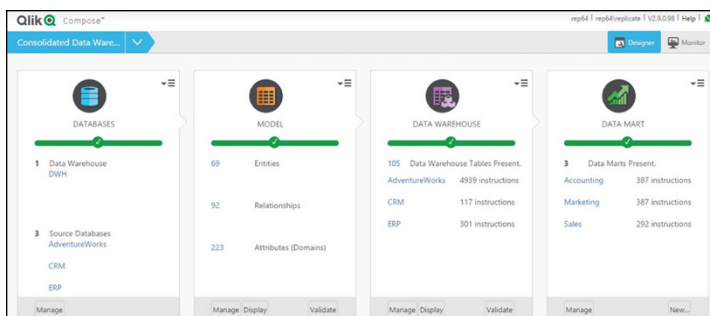 Qlik Compose™
rep64 | rep64\replicate | V2.9.0.98 | Help |
Consolidated Data Ware...
Designer Monitor
DATABASES
1 Data Warehouse
DWH
3 Source Databases
AdventureWorks
CRM
ERP
Manage
MODEL
69 Entities
92 Relationships
223 Attributes (Domains)
Manage Display Validate
DATA WAREHOUSE
105 Data Warehouse Tables Present.
AdventureWorks 4939 instructions
CRM 117 instructions
ERP 301 instructions
Manage Display Validate
DATA MART
3 Data Marts Present.
Accounting 387 instructions
Marketing 387 instructions
Sales 292 instructions
Manage New...